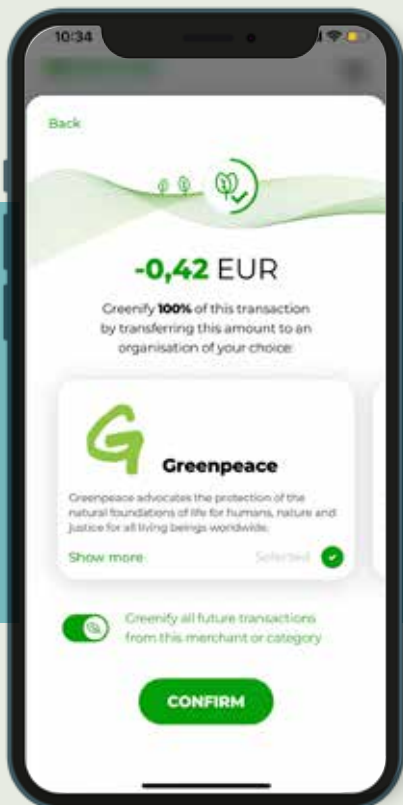 10:34
Back
-0,42 EUR
Greenify 100% of this transaction
by transferring this amount to an
organisation of your choice:
G
Greenpeace
Greenpeace advocates the protection of the
natural foundations of life for humans, nature and
justice for all living beings worldwide.
Show more
Selected
Greenify all future transactions
from this merchant or category
CONFIRM